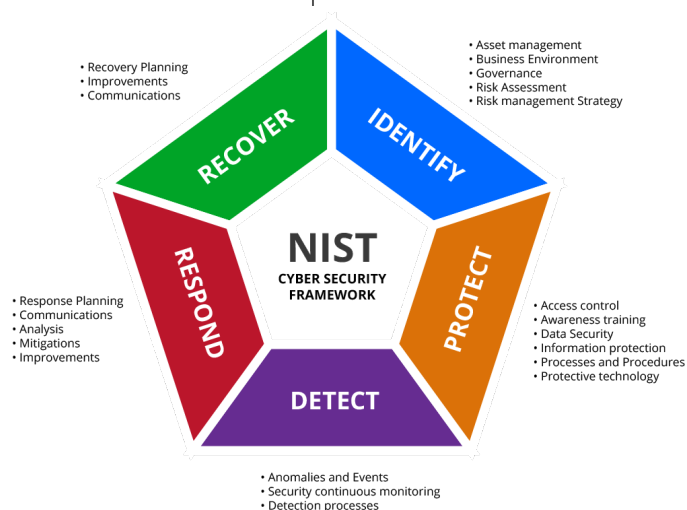 • Recovery Planning
• Improvements
• Communications
• Asset management
• Business Environment
• Governance
• Risk Assessment
• Risk management Strategy
RECOVER
IDENTIFY
NIST
CYBER SECURITY
FRAMEWORK
RESPOND
PROTECT
• Response Planning
• Communications
• Analysis
• Mitigations
• Improvements
• Access control
• Awareness training
• Data Security
• Information protection
• Processes and Procedures
• Protective technology
DETECT
• Anomalies and Events
• Security continuous monitoring
• Detection processes